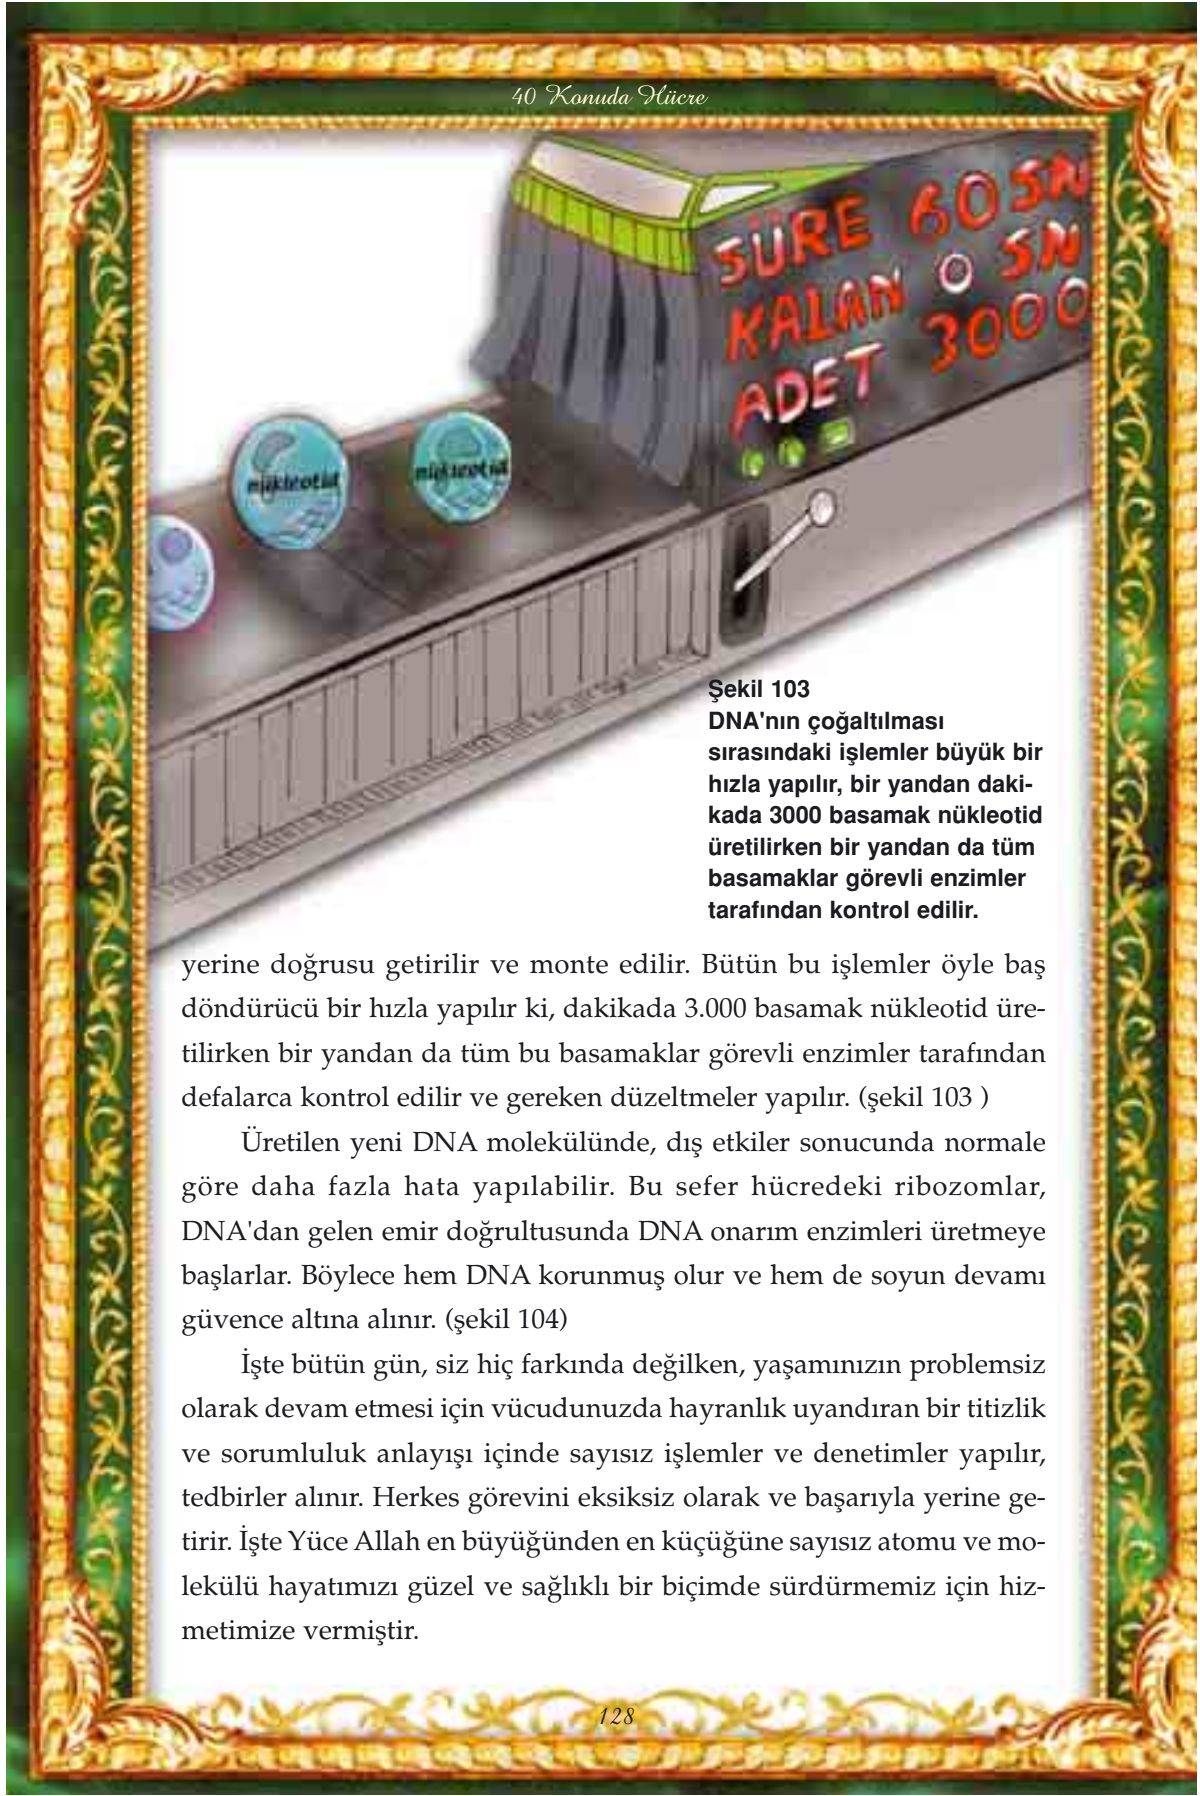 40 Konuda Hücre
SÜRE 60 SN
KALAN 0 SN
ADET 3000
nükleotid
nükleotid
Şekil 103
DNA'nın çoğaltılması
sırasındaki işlemler büyük bir
hızla yapılır, bir yandan daki-
kada 3000 basamak nükleotid
üretilirken bir yandan da tüm
basamaklar görevli enzimler
tarafından kontrol edilir.
yerine doğrusu getirilir ve monte edilir. Bütün bu işlemler öyle baş
döndürücü bir hızla yapılır ki, dakikada 3.000 basamak nükleotid üre-
tilirken bir yandan da tüm bu basamaklar görevli enzimler tarafından
defalarca kontrol edilir ve gereken düzeltmeler yapılır. (şekil 103 )
Üretilen yeni DNA molekülünde, dış etkiler sonucunda normale
göre daha fazla hata yapılabilir. Bu sefer hücredeki ribozomlar,
DNA'dan gelen emir doğrultusunda DNA onarım enzimleri üretmeye
başlarlar. Böylece hem DNA korunmuş olur ve hem de soyun devamı
güvence altına alınır. (şekil 104)
İşte bütün gün, siz hiç farkında değilken, yaşamınızın problemsiz
olarak devam etmesi için vücudunuzda hayranlık uyandıran bir titizlik
ve sorumluluk anlayışı içinde sayısız işlemler ve denetimler yapılır,
tedbirler alınır. Herkes görevini eksiksiz olarak ve başarıyla yerine ge-
tirir. İşte Yüce Allah en büyüğünden en küçüğüne sayısız atomu ve mo-
lekülü hayatımızı güzel ve sağlıklı bir biçimde sürdürmemiz için hiz-
metimize vermiştir.
128